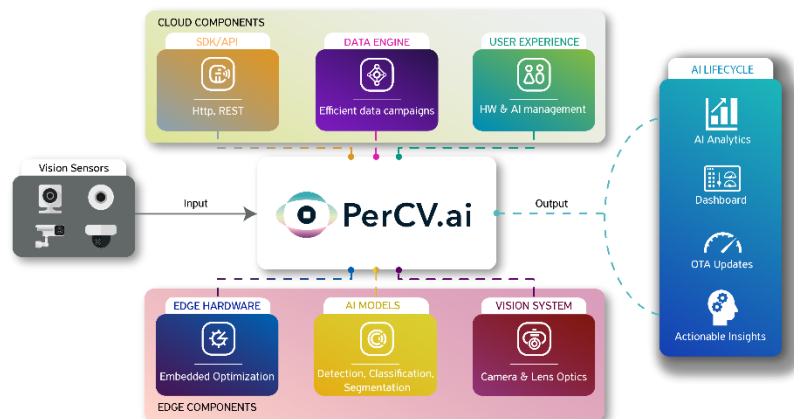 CLOUD COMPONENTS
SDK/API
Http, REST
DATA ENGINE
Efficient data campaigns
USER EXPERIENCE
HW & AI management
Vision Sensors
Input
PerCV.ai
Output
AI LIFECYCLE
AI Analytics
Dashboard
OTA Updates
Actionable Insights
EDGE HARDWARE
Embedded Optimization
AI MODELS
Detection, Classification,
Segmentation
VISION SYSTEM
Camera & Lens Optics
EDGE COMPONENTS